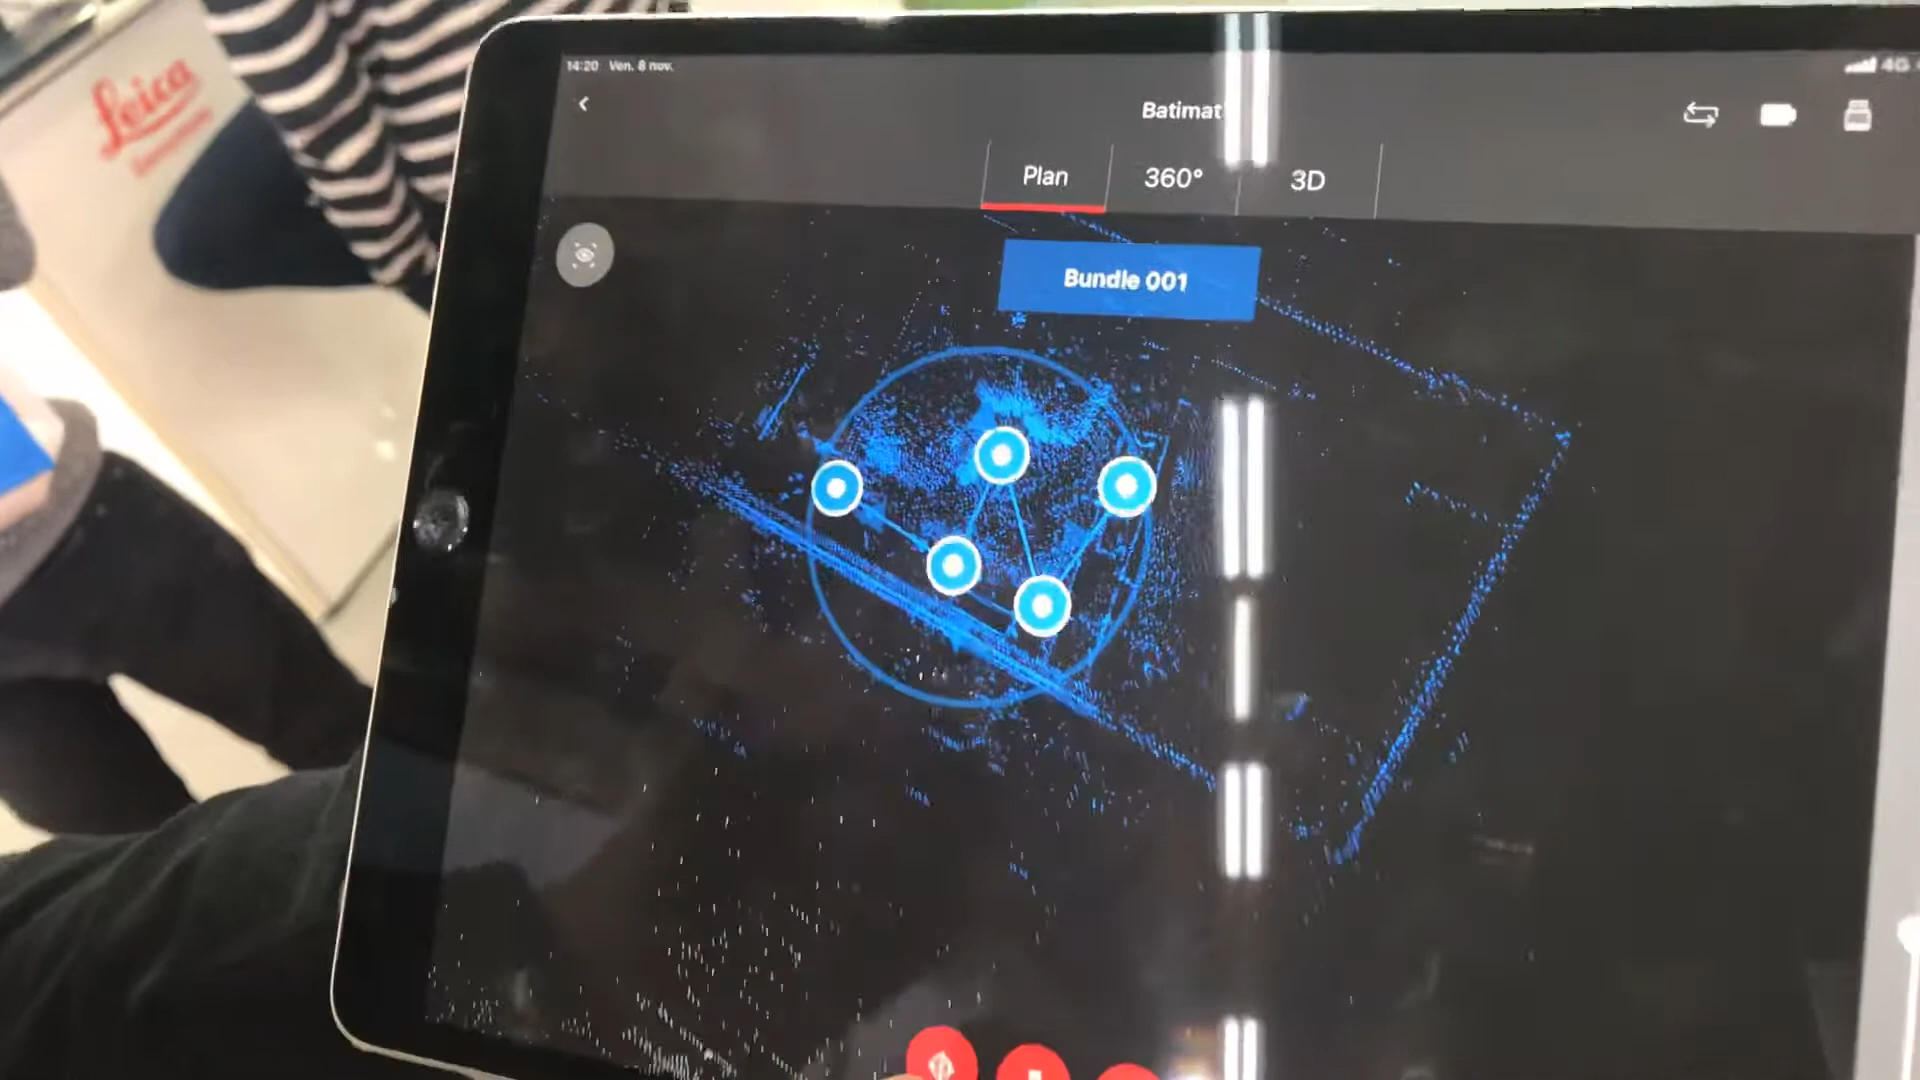 Leica
14:20 Ven. 8 nov.
4G
Batimat
Plan
360°
3D
Bundle 001